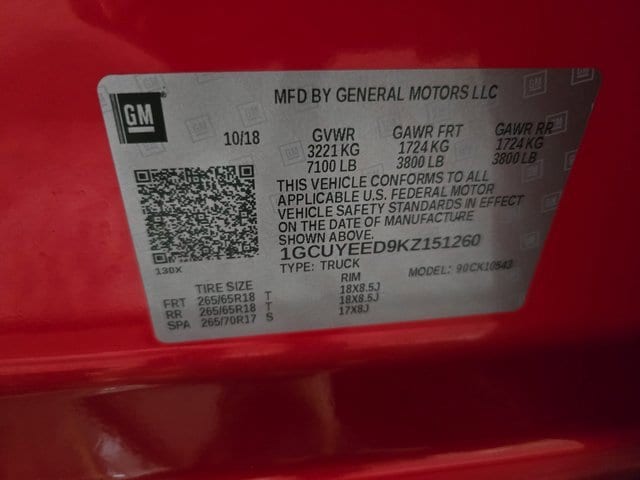 GM
MFD BY GENERAL MOTORS LLC
10/18 GVWR GAWR FRT GAWR RR
3221 KG 1724 KG 1724 KG
7100 LB 3800 LB 3800 LB
THIS VEHICLE CONFORMS TO ALL
APPLICABLE U.S. FEDERAL MOTOR
VEHICLE SAFETY STANDARDS IN EFFECT
ON THE DATE OF MANUFACTURE
SHOWN ABOVE.
1GCUYEED9KZ151260
TYPE: TRUCK MODEL: 90CK10543
130X
TIRE SIZE RIM
FRT 265/65R18 T 18X8.5J
RR 265/65R18 T 18X8.5J
SPA 265/70R17 S 17X8J